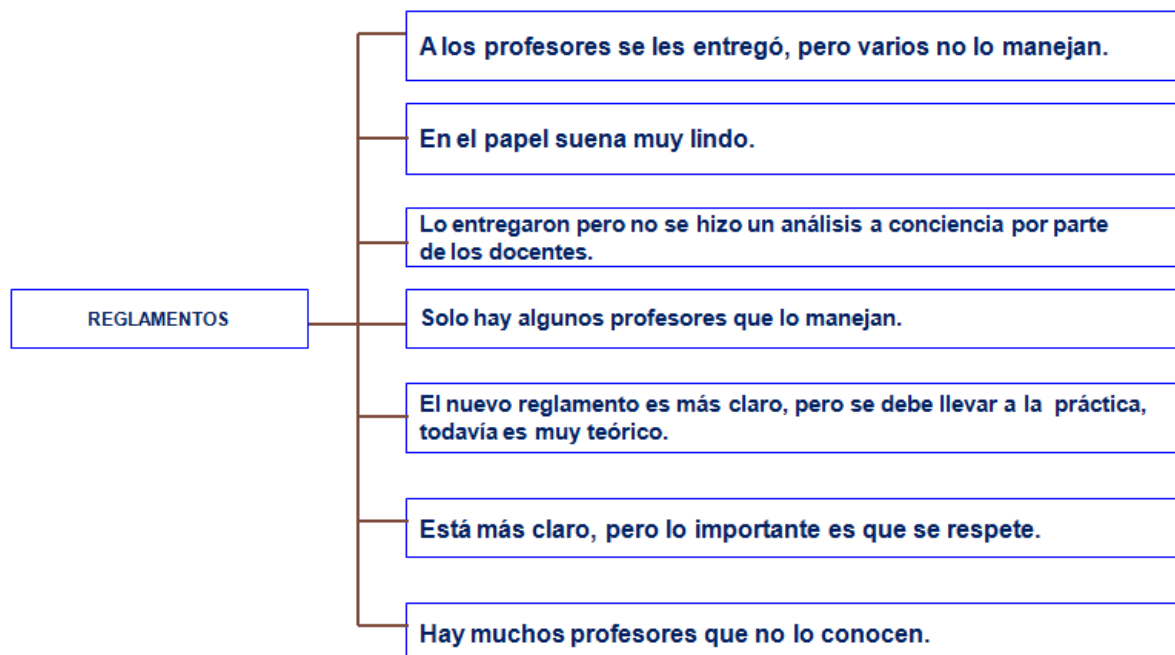 A los profesores se les entregó, pero varios no lo manejan.
En el papel suena muy lindo.
Lo entregaron pero no se hizo un análisis a conciencia por parte
de los docentes.
REGLAMENTOS
Solo hay algunos profesores que lo manejan.
El nuevo reglamento es más claro, pero se debe llevar a la práctica,
todavía es muy teórico.
Está más claro, pero lo importante es que se respete.
Hay muchos profesores que no lo conocen.